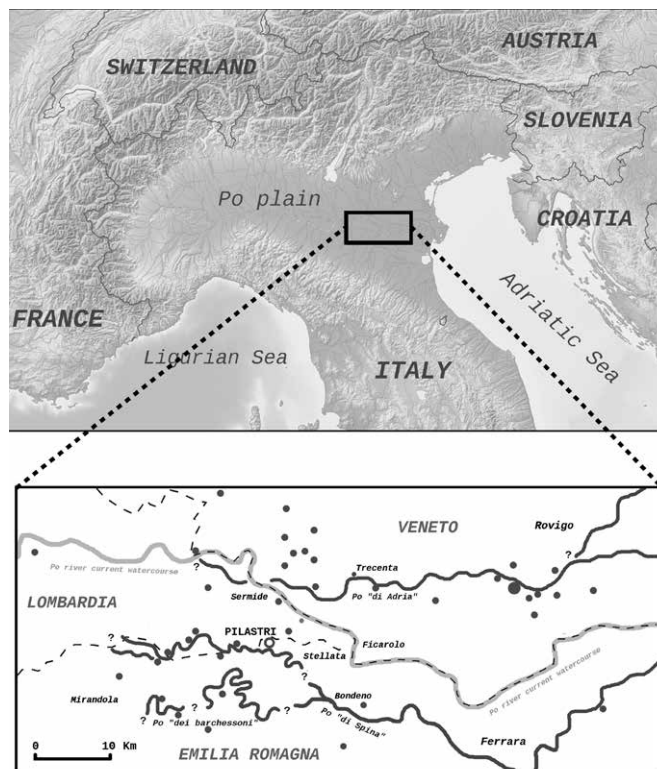 AUSTRIA
SWITZERLAND
SLOVENIA
Po plain
CROATIA
Adriatic Sea
FRANCE
Ligurian Sea
ITALY
VENETO
Rovigo
?
?
Po river current watercourse
Trecenta
Po "di Adria"
Sermide
LOMBARDIA
PILASTRI
?
Ficarolo
Stellata
?
Po river current watercourse
Mirandola
Bondeno
?
?
?
Po "dei barchessoni"
Po "di Spina"
Ferrara
EMILIA ROMAGNA
0 10 Km